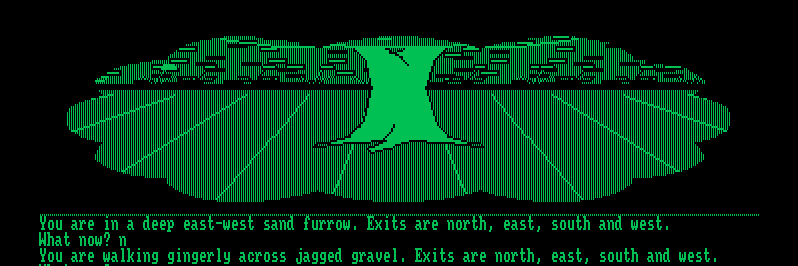 You are in a deep east-west sand furrow. Exits are north, east, south and west.
What now? n
You are walking gingerly across jagged gravel. Exits are north, east, south and west.